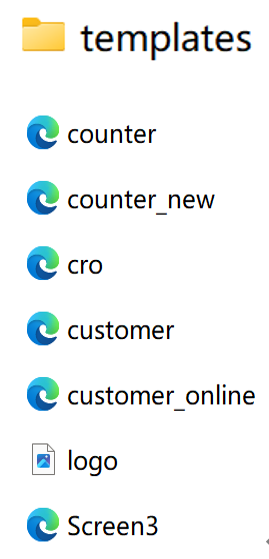 templates
counter
counter_new
cro
customer
customer_online
logo
Screen3